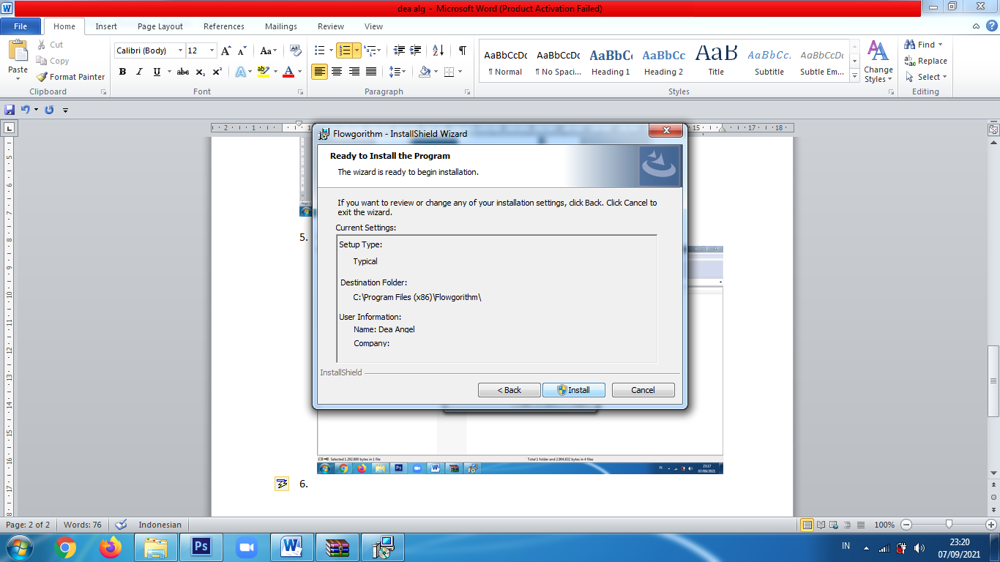 dea alg - Microsoft Word (Product Activation Failed)
File Home Insert Page Layout References Mailings Review View
Paste
Cut
Copy
Format Painter
Clipboard
Calibri (Body) 12
Font
Paragraph
AaBbCcDc AaBbCcDc AaBbCc AaBbCc AaB AaBbCc. AaBbCcDc
¶ Normal ¶ No Spaci... Heading 1 Heading 2 Title Subtitle Subtle Em...
Change
Styles
Styles
Find
Replace
Select
Editing
5.
Flowgorithm - InstallShield Wizard
Ready to Install the Program
The wizard is ready to begin installation.
If you want to review or change any of your installation settings, click Back. Click Cancel to
exit the wizard.
Current Settings:
Setup Type:
Typical
Destination Folder:
C:\Program Files (x86)\Flowgorithm\
User Information:
Name: Dea Angel
Company:
InstallShield
< Back Install Cancel
Selected 1.292.800 bytes in 1 file Total 1 folder and 2.904.832 bytes in 4 files
IN
23:17
07/09/2021
6.
Page: 2 of 2 Words: 76 Indonesian 100%
IN
23:20
07/09/2021